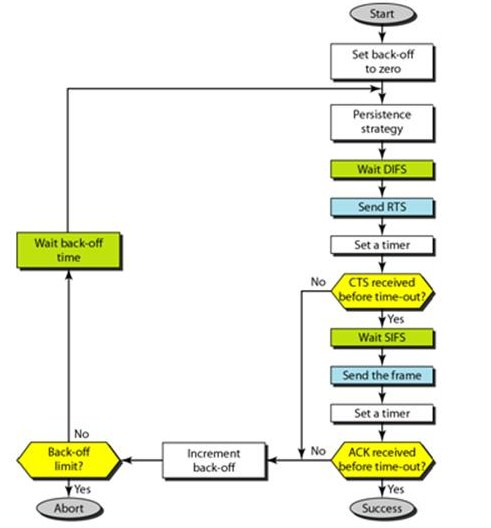 Start
Set back-off
to zero
Persistence
strategy
Wait DIFS
Send RTS
Set a timer
CTS received
before time-out?
No
Yes
Wait SIFS
Send the frame
Set a timer
ACK received
before time-out?
No
Yes
Success
Increment
back-off
Back-off
limit?
No
Yes
Abort
Wait back-off
time